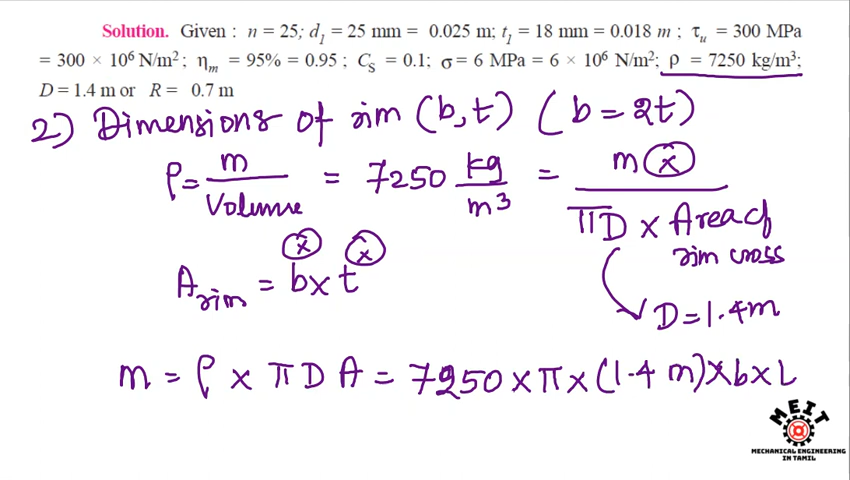 Solution. Given : n = 25; d₁ = 25 mm = 0.025 m; t₁ = 18 mm = 0.018 m ; τᵤ = 300 MPa
= 300 × 10⁶ N/m² ; ηₘ = 95% = 0.95 ; Cₛ = 0.1; σ = 6 MPa = 6 × 10⁶ N/m²; ρ = 7250 kg/m³;
D = 1.4 m or R = 0.7 m
2) Dimensions of rim (b,t) (b = 2t)
ρ = m / Volume = 7250 kg / m³ = m (x) / πD × Area of rim cross
(x) (x)
A rim = b × t
D = 1.4m
m = ρ × π D A = 7250 × π × (1.4 m) × b × t
MEIT
MECHANICAL ENGINEERING
IN TAMIL